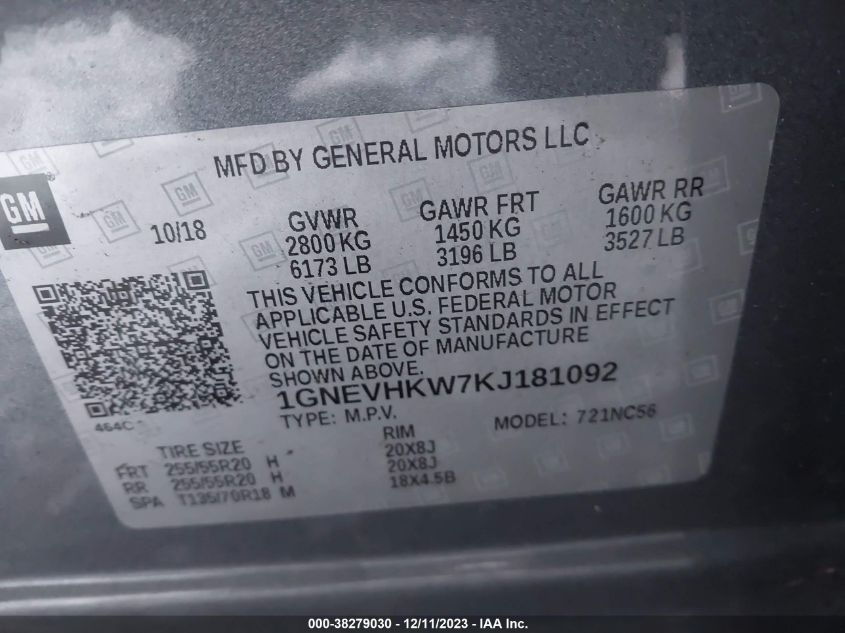 MFD BY GENERAL MOTORS LLC
GM
10/18
GVWR
2800 KG
6173 LB
GAWR FRT
1450 KG
3196 LB
GAWR RR
1600 KG
3527 LB
THIS VEHICLE CONFORMS TO ALL
APPLICABLE U.S. FEDERAL MOTOR
VEHICLE SAFETY STANDARDS IN EFFECT
ON THE DATE OF MANUFACTURE
SHOWN ABOVE.
1GNEVHKW7KJ181092
TYPE: M.P.V.
MODEL: 721NC56
464C
TIRE SIZE RIM
FRT 255/55R20 H 20X8J
RR 255/55R20 H 20X8J
SPA T135/70R18 M 18X4.5B
000-38279030 - 12/11/2023 - IAA Inc.